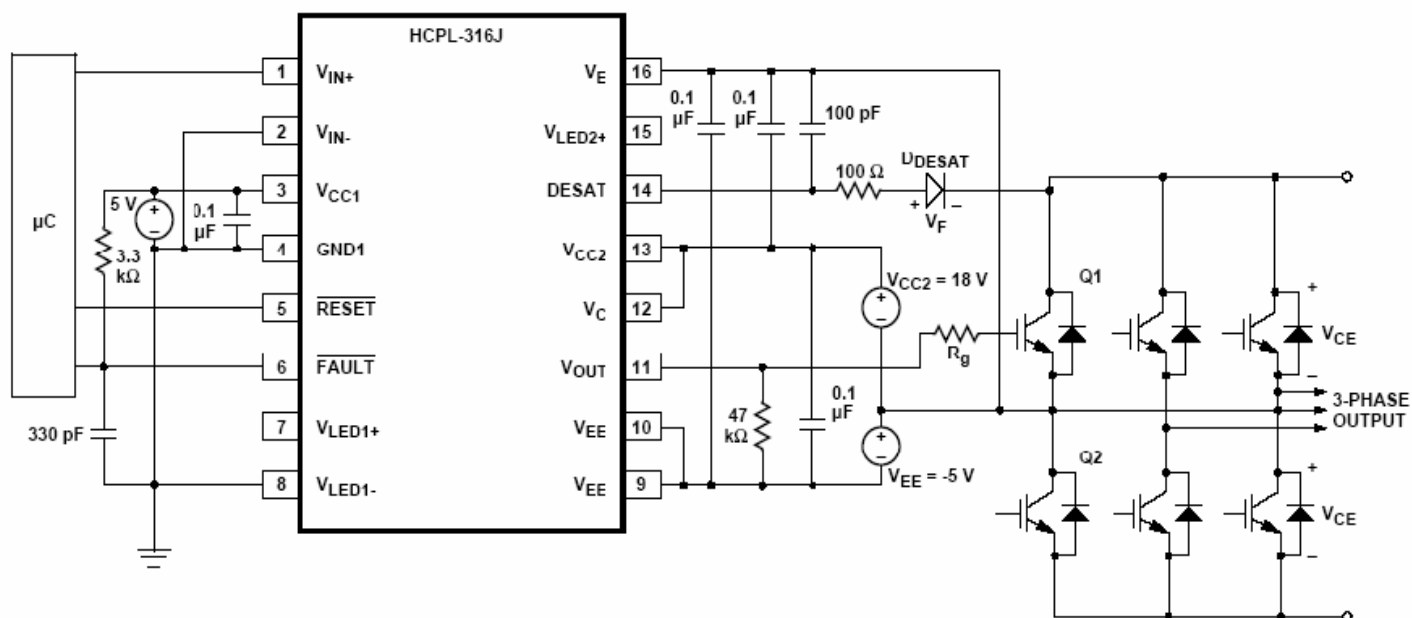 HCPL-316J
µC
1 VIN+
2 VIN-
3 VCC1
4 GND1
5 RESET
6 FAULT
7 VLED1+
8 VLED1-
VE 16
VLED2+ 15
DESAT 14
VCC2 13
VC 12
VOUT 11
VEE 10
VEE 9
5 V
+
−
0.1
µF
3.3
kΩ
330 pF
0.1
µF
0.1
µF
100 pF
100 Ω
DDESAT
+ VF −
+
−
VCC2 = 18 V
Rg
47
kΩ
0.1
µF
+
−
VEE = -5 V
Q1
Q2
+
VCE
−
3-PHASE
OUTPUT
+
VCE
−